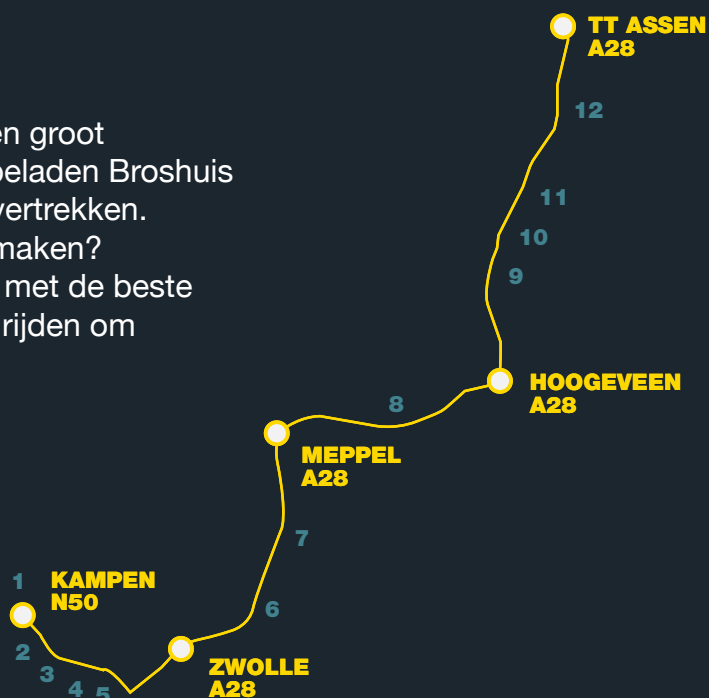 TT ASSEN
A28
12
en groot
beladen Broshuis
vertrekken.
maken?
met de beste
rijden om
11
10
9
HOOGEVEEN
A28
8
MEPPEL
A28
7
6
1
KAMPEN
N50
2
3
4
5
ZWOLLE
A28